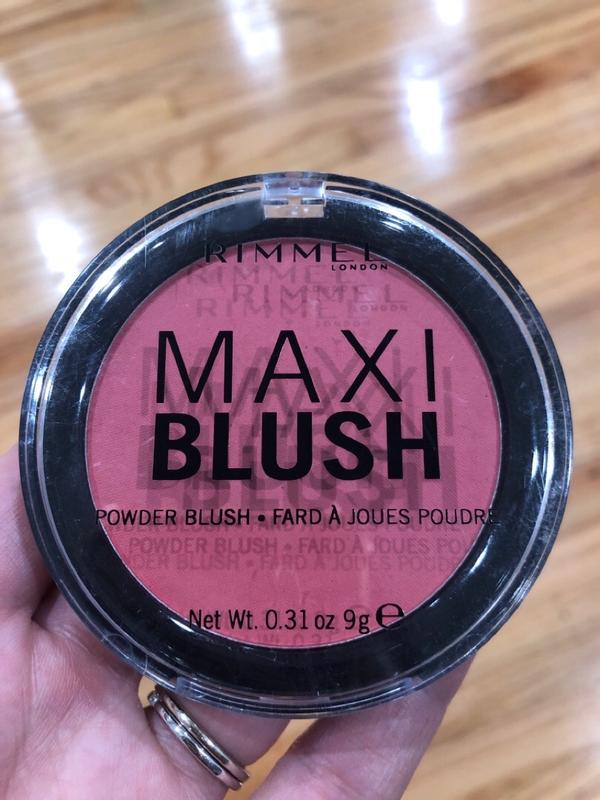 RIMMEL
LONDON
MAXI
BLUSH
POWDER BLUSH • FARD À JOUES POUDRE
Net Wt. 0.31 oz 9g ℮